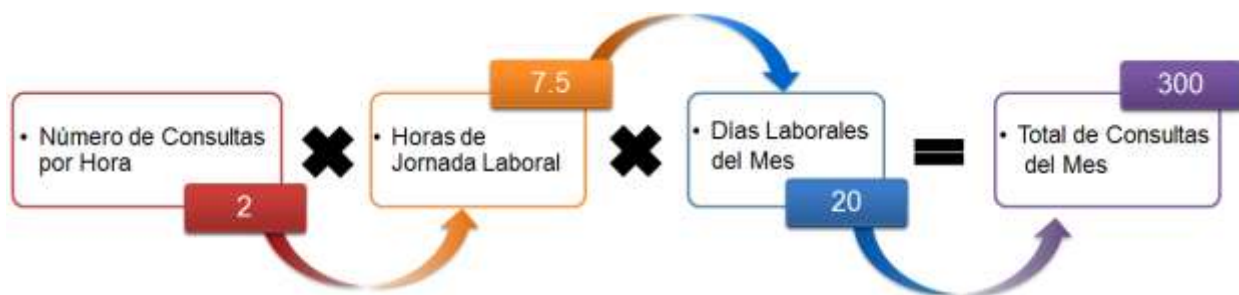 • Número de Consultas
por Hora
2
7.5
• Horas de
Jornada Laboral
• Días Laborales
del Mes
20
300
• Total de Consultas
del Mes